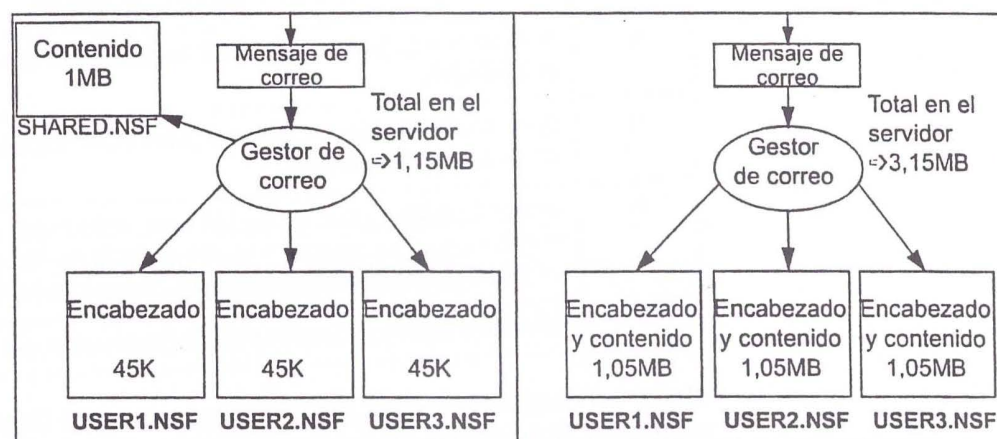 Contenido
1MB
SHARED.NSF
Mensaje de
correo
Total en el
servidor
➪1,15MB
Gestor de
correo
Encabezado
45K
USER1.NSF
Encabezado
45K
USER2.NSF
Encabezado
45K
USER3.NSF
Mensaje de
correo
Total en el
servidor
➪3,15MB
Gestor
de correo
Encabezado
y contenido
1,05MB
USER1.NSF
Encabezado
y contenido
1,05MB
USER2.NSF
Encabezado
y contenido
1,05MB
USER3.NSF